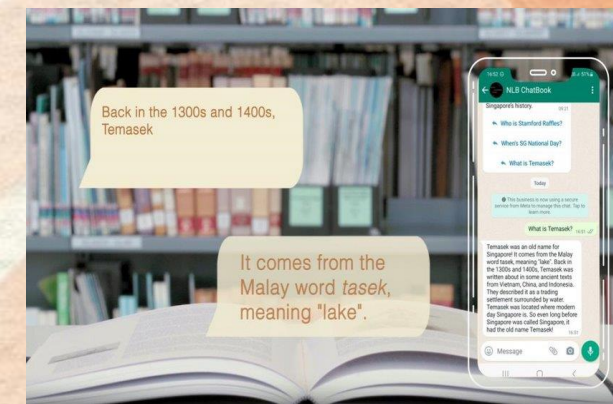 Back in the 1300s and 1400s,
Temasek
It comes from the
Malay word tasek,
meaning "lake".
NLB ChatBook
Singapore's history.
Who is Stamford Raffles?
When's SG National Day?
What is Temasek?
Today
This business is now using a secure
service from Meta to manage this chat. Tap to
learn more.
What is Temasek?
Temasek was an old name for
Singapore! It comes from the Malay
word tasek, meaning "lake". Back in
the 1300s and 1400s, Temasek was
written about in some ancient texts
from Vietnam, China, and Indonesia.
They described it as a trading
settlement surrounded by water.
Temasek was located where modern
day Singapore is. So even long before
Singapore was called Singapore, it
had the old name Temasek!
Message